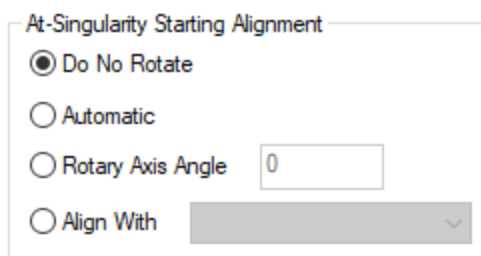 At-Singularity Starting Alignment
Do No Rotate
Automatic
Rotary Axis Angle 0
Align With